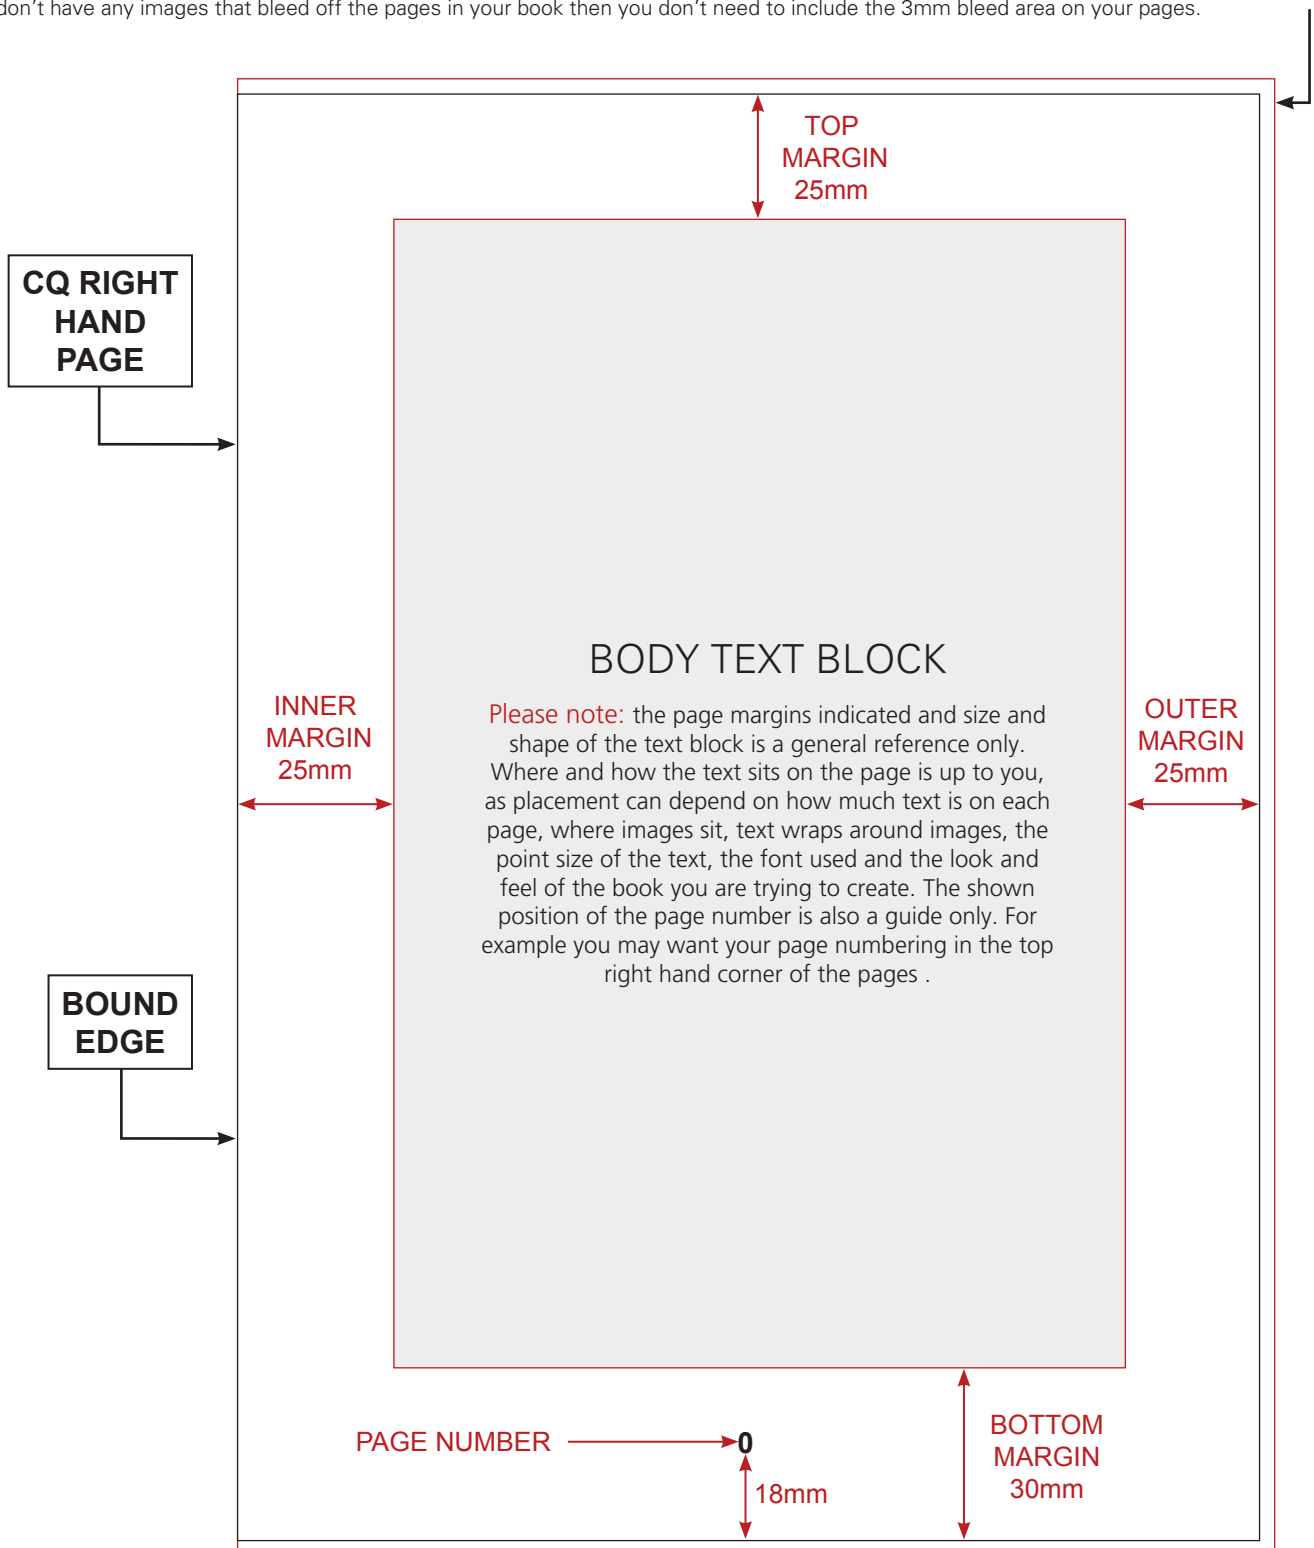 don't have any images that bleed off the pages in your book then you don't need to include the 3mm bleed area on your pages.
TOP
MARGIN
25mm
CQ RIGHT
HAND
PAGE
BODY TEXT BLOCK
Please note: the page margins indicated and size and
shape of the text block is a general reference only.
Where and how the text sits on the page is up to you,
as placement can depend on how much text is on each
page, where images sit, text wraps around images, the
point size of the text, the font used and the look and
feel of the book you are trying to create. The shown
position of the page number is also a guide only. For
example you may want your page numbering in the top
right hand corner of the pages .
INNER
MARGIN
25mm
OUTER
MARGIN
25mm
BOUND
EDGE
PAGE NUMBER
0
18mm
BOTTOM
MARGIN
30mm